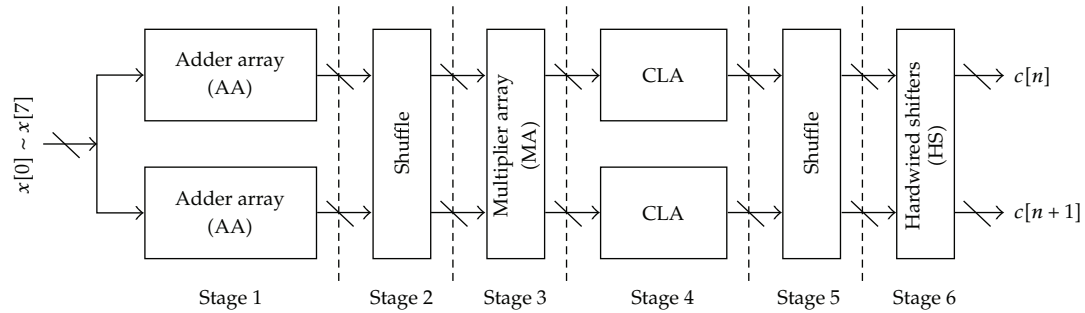 x[0] ~ x[7]
Adder array
(AA)
Adder array
(AA)
Shuffle
Multiplier array
(MA)
CLA
CLA
Shuffle
Hardwired shifters
(HS)
c[n]
c[n + 1]
Stage 1
Stage 2
Stage 3
Stage 4
Stage 5
Stage 6